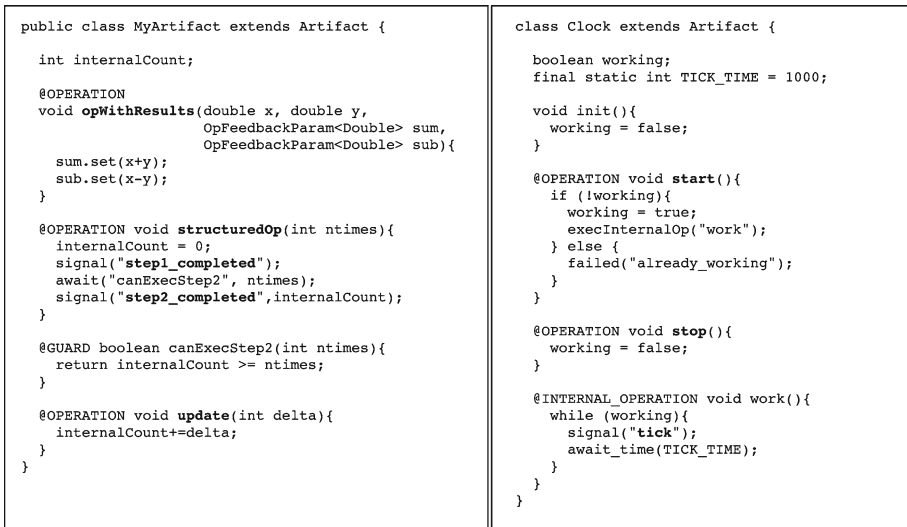 public class MyArtifact extends Artifact {
int internalCount;
@OPERATION
void opWithResults(double x, double y,
OpFeedbackParam<Double> sum,
OpFeedbackParam<Double> sub){
sum.set(x+y);
sub.set(x-y);
}
@OPERATION void structuredOp(int ntimes){
internalCount = 0;
signal("step1_completed");
await("canExecStep2", ntimes);
signal("step2_completed",internalCount);
}
@GUARD boolean canExecStep2(int ntimes){
return internalCount >= ntimes;
}
@OPERATION void update(int delta){
internalCount+=delta;
}
}
class Clock extends Artifact {
boolean working;
final static int TICK_TIME = 1000;
void init(){
working = false;
}
@OPERATION void start(){
if (!working){
working = true;
execInternalOp("work");
} else {
failed("already_working");
}
}
@OPERATION void stop(){
working = false;
}
@INTERNAL_OPERATION void work(){
while (working){
signal("tick");
await_time(TICK_TIME);
}
}
}